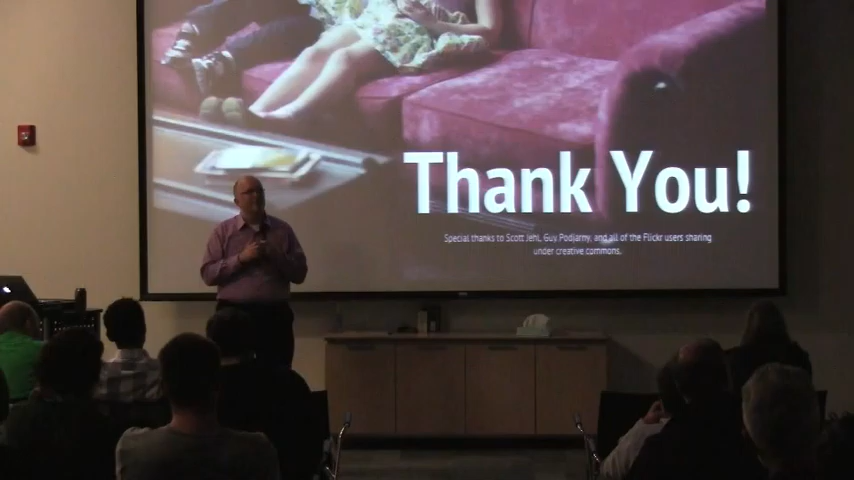 Thank You!
Special thanks to Scott Jehl, Guy Podjarny, and all of the Flickr users sharing
under creative commons.